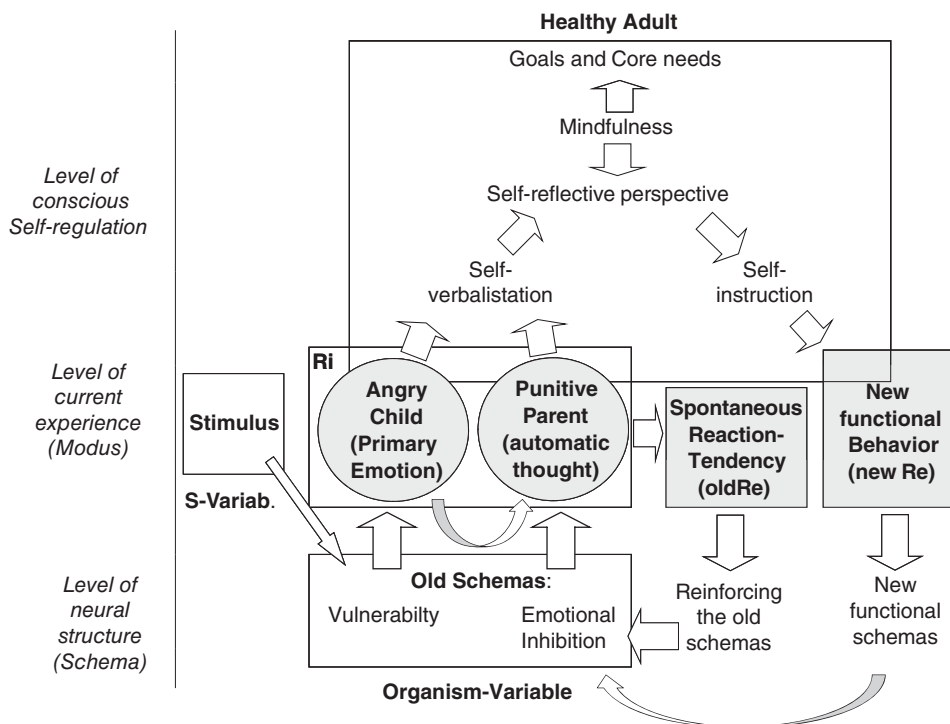 Healthy Adult
Goals and Core needs
Mindfulness
Level of
conscious
Self-regulation
Self-reflective perspective
Self-
verbalistation
Self-
instruction
Level of
current
experience
(Modus)
Stimulus
S-Variab.
Ri
Angry
Child
(Primary
Emotion)
Punitive
Parent
(automatic
thought)
Spontaneous
Reaction-
Tendency
(oldRe)
New
functional
Behavior
(new Re)
Level of
neural
structure
(Schema)
Old Schemas:
Vulnerabilty
Emotional
Inhibition
Reinforcing
the old
schemas
New
functional
schemas
Organism-Variable